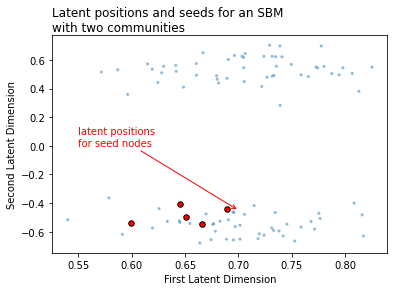 Latent positions and seeds for an SBM
with two communities
Second Latent Dimension
0.6
0.4
0.2
0.0
−0.2
−0.4
−0.6
latent positions
for seed nodes
0.55
0.60
0.65
0.70
0.75
0.80
First Latent Dimension